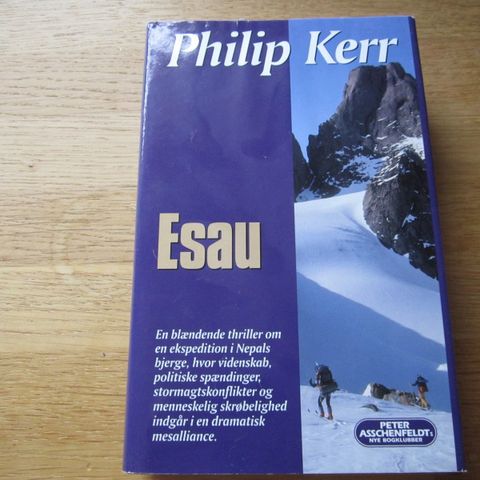 Philip Kerr
Esau
En blændende thriller om
en ekspedition i Nepals
bjerge, hvor videnskab,
politiske spændinger,
stormagtskonflikter og
menneskelig skrøbelighed
indgår i en dramatisk
mesalliance.
PETER
ASSCHENFELDTs
NYE BOGKLUBBER